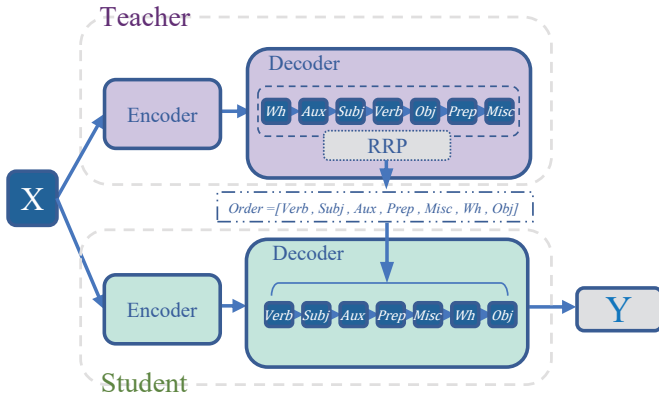 Teacher
Decoder
Encoder
Wh Aux Subj Verb Obj Prep Misc
RRP
X
Order =[Verb , Subj , Aux , Prep , Misc , Wh , Obj]
Decoder
Encoder
Verb Subj Aux Prep Misc Wh Obj
Y
Student